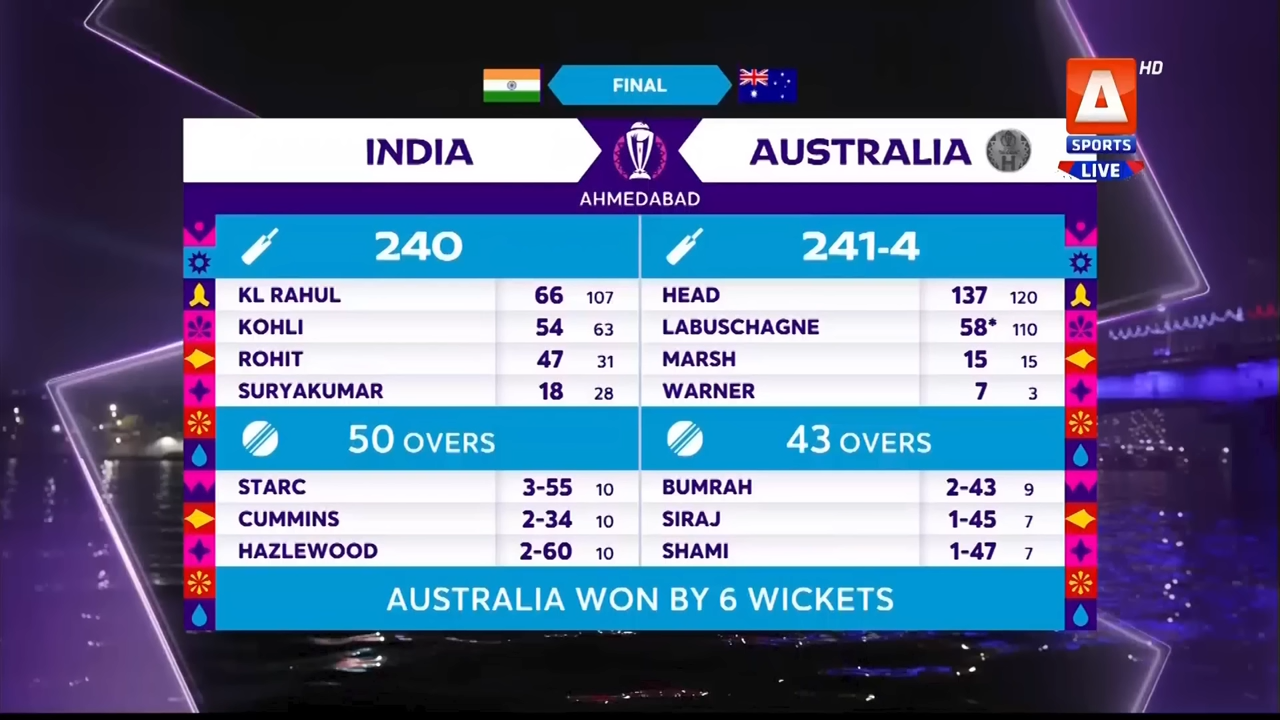 FINAL
HD
A
SPORTS
LIVE
INDIA
AUSTRALIA
H
AHMEDABAD
240
241-4
KL RAHUL 66 107
HEAD 137 120
KOHLI 54 63
LABUSCHAGNE 58* 110
ROHIT 47 31
MARSH 15 15
SURYAKUMAR 18 28
WARNER 7 3
50 OVERS
43 OVERS
STARC 3-55 10
BUMRAH 2-43 9
CUMMINS 2-34 10
SIRAJ 1-45 7
HAZLEWOOD 2-60 10
SHAMI 1-47 7
AUSTRALIA WON BY 6 WICKETS